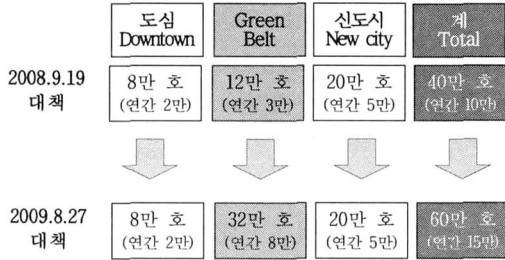 도심 Green 신도시 계
Downtown Belt New city Total
2008.9.19 8만 호 12만 호 20만 호 40만 호
대책 (연간 2만) (연간 3만) (연간 5만) (연간 10만)
2009.8.27 8만 호 32만 호 20만 호 60만 호
대책 (연간 2만) (연간 8만) (연간 5만) (연간 15만)